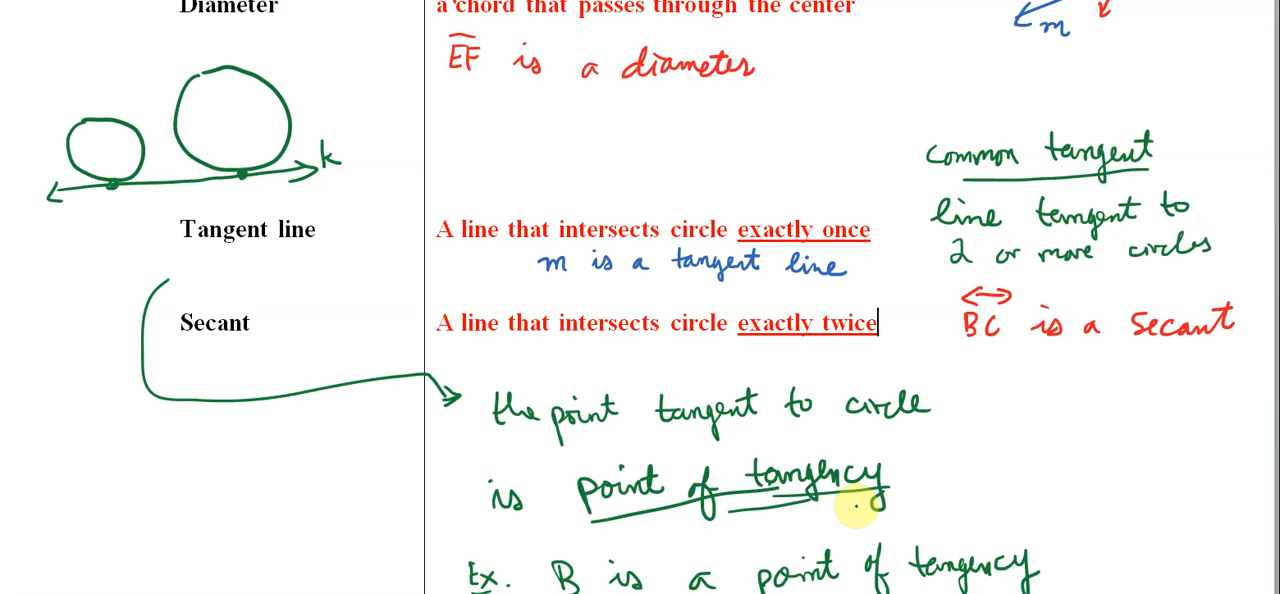 Diameter
a chord that passes through the center
m
EF is a diameter
k
common tangent
line tangent to
2 or more circles
Tangent line
A line that intersects circle exactly once
m is a tangent line
Secant
A line that intersects circle exactly twice
BC is a secant
the point tangent to circle
is point of tangency
Ex. B is a point of tangency